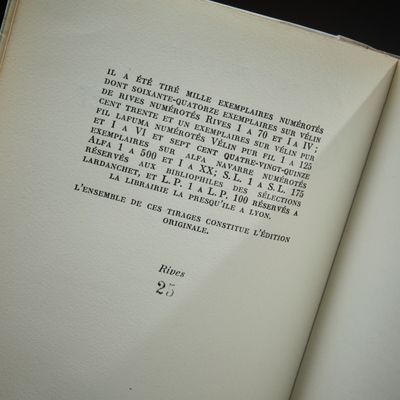 IL A ÉTÉ TIRÉ MILLE EXEMPLAIRES NUMÉROTÉS
DONT SOIXANTE-QUATORZE EXEMPLAIRES SUR VÉLIN
DE RIVES NUMÉROTÉS RIVES 1 A 70 ET I A IV ;
CENT TRENTE ET UN EXEMPLAIRES SUR VÉLIN PUR
FIL LAFUMA NUMÉROTÉS VÉLIN PUR FIL 1 A 125
ET I A VI ET SEPT CENT QUATRE-VINGT-QUINZE
EXEMPLAIRES SUR ALFA NAVARRE NUMÉROTÉS
ALFA 1 A 500 ET I A XX; S.L. 1 A S.L. 175
RÉSERVÉS AUX BIBLIOPHILES DES SÉLECTIONS
LARDANCHET, ET L.P. 1 A L.P. 100 RÉSERVÉS A
LA LIBRAIRIE LA PRESQU'ILE A LYON.
L'ENSEMBLE DE CES TIRAGES CONSTITUE L'ÉDITION
ORIGINALE.
Rives
25